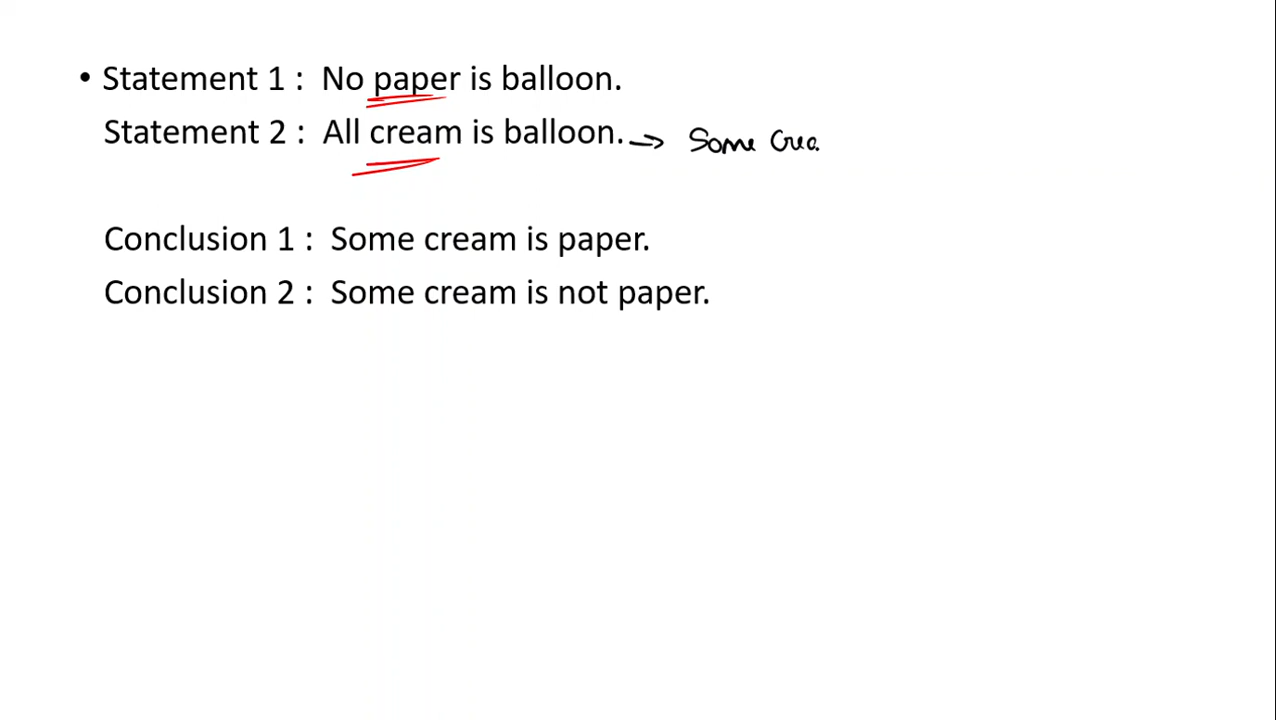 • Statement 1 : No paper is balloon.
Statement 2 : All cream is balloon. → Some Crea
Conclusion 1 : Some cream is paper.
Conclusion 2 : Some cream is not paper.